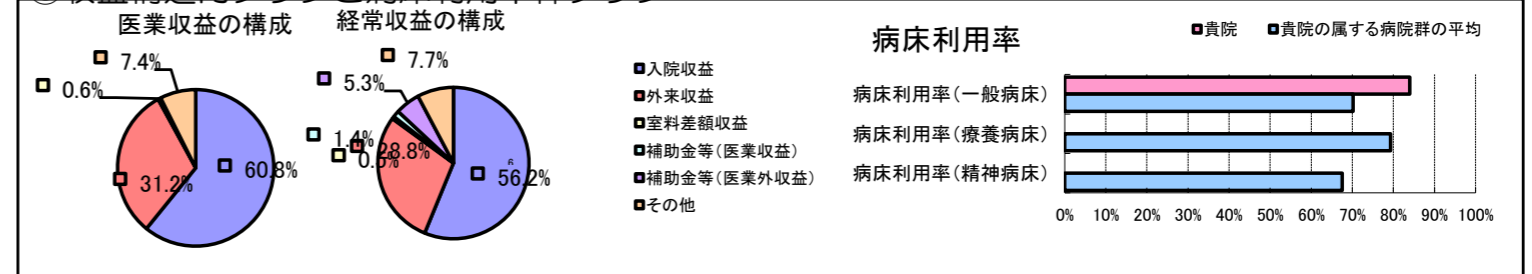 医業収益の構成
7.4%
0.6%
31.2%
60.8%
経常収益の構成
7.7%
5.3%
1.4%
28.8%
56.2%
入院収益
外来収益
室料差額収益
補助金等(医業収益)
補助金等(医業外収益)
その他
病床利用率
貴院 貴院の属する病院群の平均
病床利用率(一般病床)
病床利用率(療養病床)
病床利用率(精神病床)
0% 10% 20% 30% 40% 50% 60% 70% 80% 90% 100%